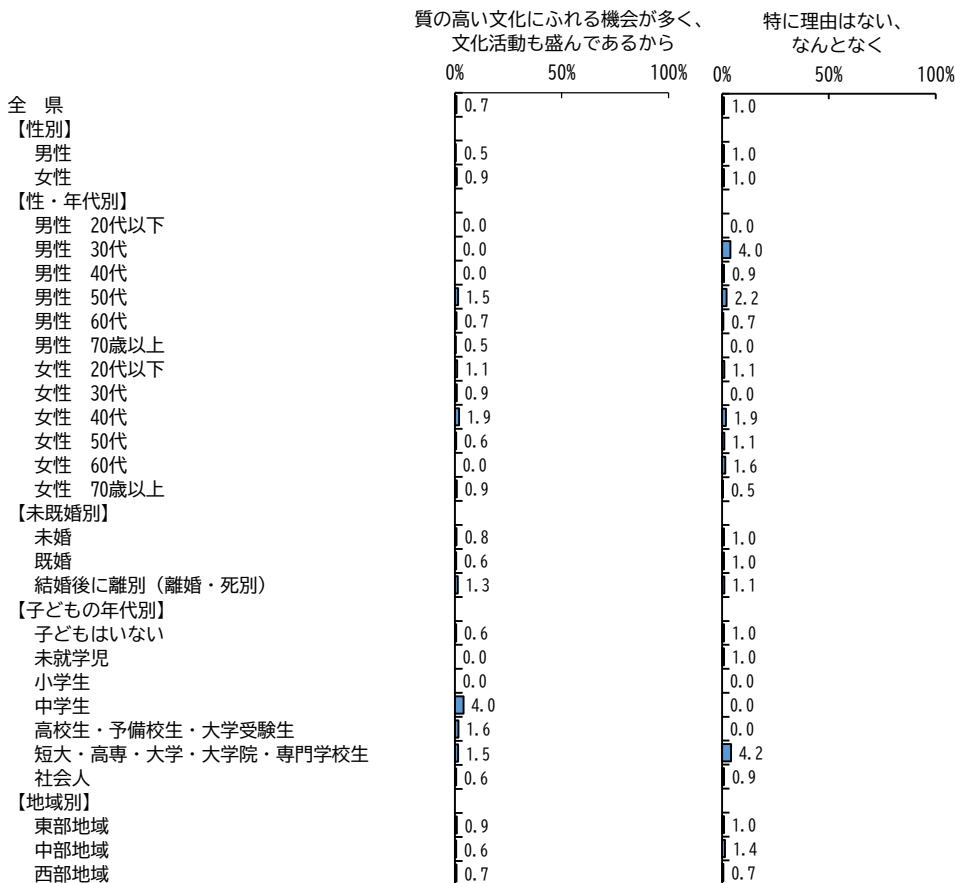 質の高い文化にふれる機会が多く、 特に理由はない、
文化活動も盛んであるから なんとなく
0% 50% 100% 0% 50% 100%
全　県 0.7 1.0
【性別】
男性 0.5 1.0
女性 0.9 1.0
【性・年代別】
男性　20代以下 0.0 0.0
男性　30代 0.0 4.0
男性　40代 0.0 0.9
男性　50代 1.5 2.2
男性　60代 0.7 0.7
男性　70歳以上 0.5 0.0
女性　20代以下 1.1 1.1
女性　30代 0.9 0.0
女性　40代 1.9 1.9
女性　50代 0.6 1.1
女性　60代 0.0 1.6
女性　70歳以上 0.9 0.5
【未既婚別】
未婚 0.8 1.0
既婚 0.6 1.0
結婚後に離別（離婚・死別） 1.3 1.1
【子どもの年代別】
子どもはいない 0.6 1.0
未就学児 0.0 1.0
小学生 0.0 0.0
中学生 4.0 0.0
高校生・予備校生・大学受験生 1.6 0.0
短大・高専・大学・大学院・専門学校生 1.5 4.2
社会人 0.6 0.9
【地域別】
東部地域 0.9 1.0
中部地域 0.6 1.4
西部地域 0.7 0.7